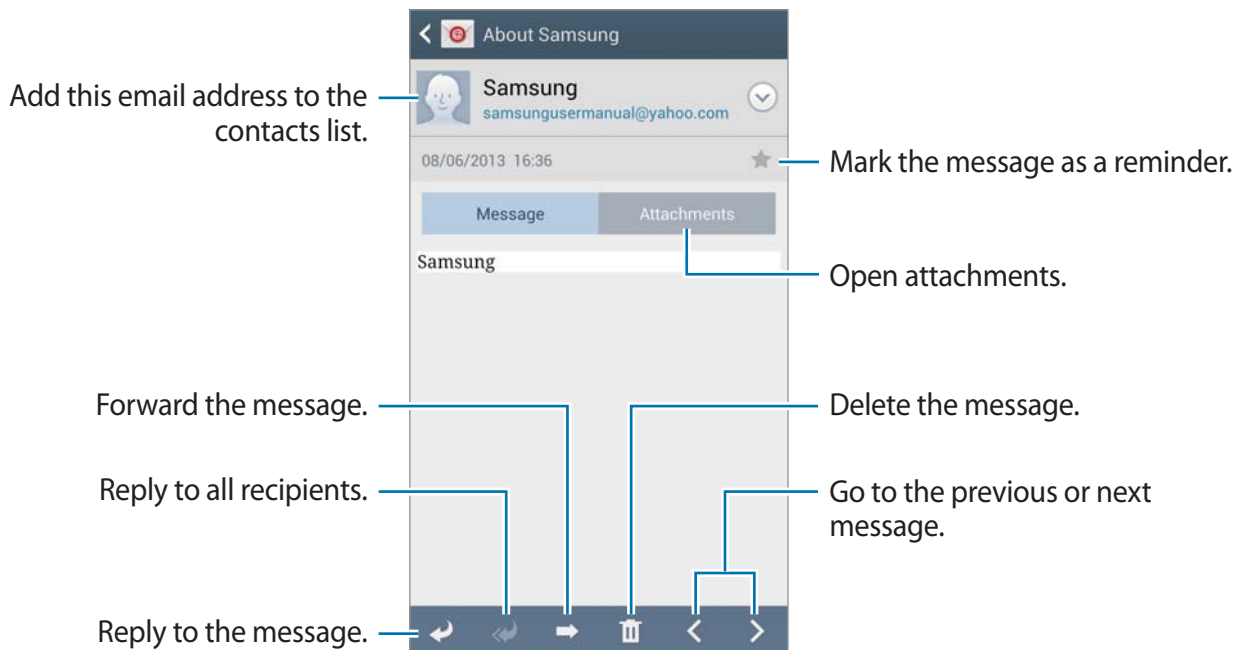 About Samsung
Add this email address to the
contacts list.
Samsung
samsungusermanual@yahoo.com
08/06/2013 16:36
Mark the message as a reminder.
Message
Attachments
Samsung
Open attachments.
Forward the message.
Delete the message.
Reply to all recipients.
Go to the previous or next
message.
Reply to the message.